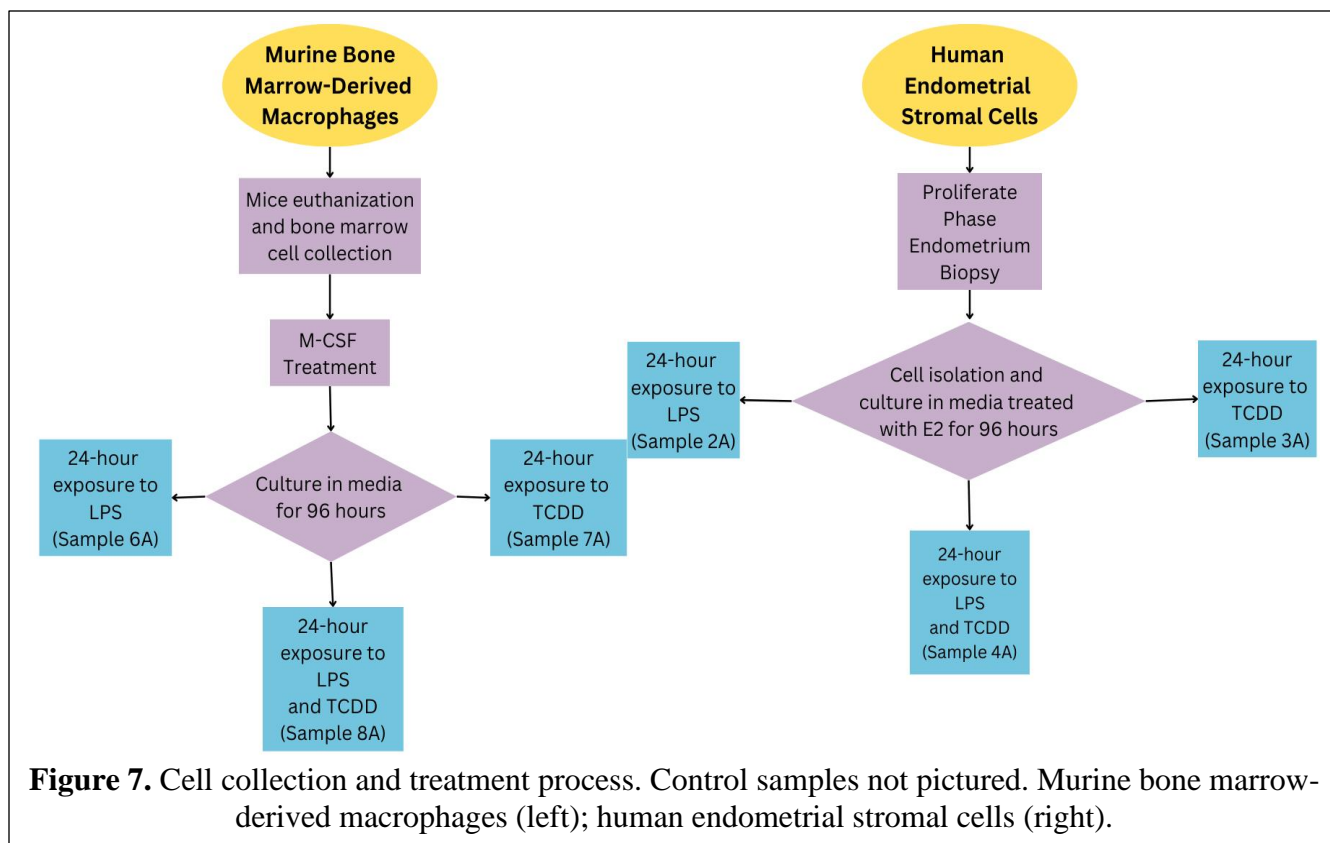 Murine Bone
Marrow-Derived
Macrophages
Mice euthanization
and bone marrow
cell collection
M-CSF
Treatment
Culture in media
for 96 hours
24-hour
exposure to
LPS
(Sample 6A)
24-hour
exposure to
TCDD
(Sample 7A)
24-hour
exposure to
LPS
and TCDD
(Sample 8A)
Human
Endometrial
Stromal Cells
Proliferate
Phase
Endometrium
Biopsy
Cell isolation and
culture in media treated
with E2 for 96 hours
24-hour
exposure to
LPS
(Sample 2A)
24-hour
exposure to
TCDD
(Sample 3A)
24-hour
exposure to
LPS
and TCDD
(Sample 4A)
Figure 7. Cell collection and treatment process. Control samples not pictured. Murine bone marrow-
derived macrophages (left); human endometrial stromal cells (right).